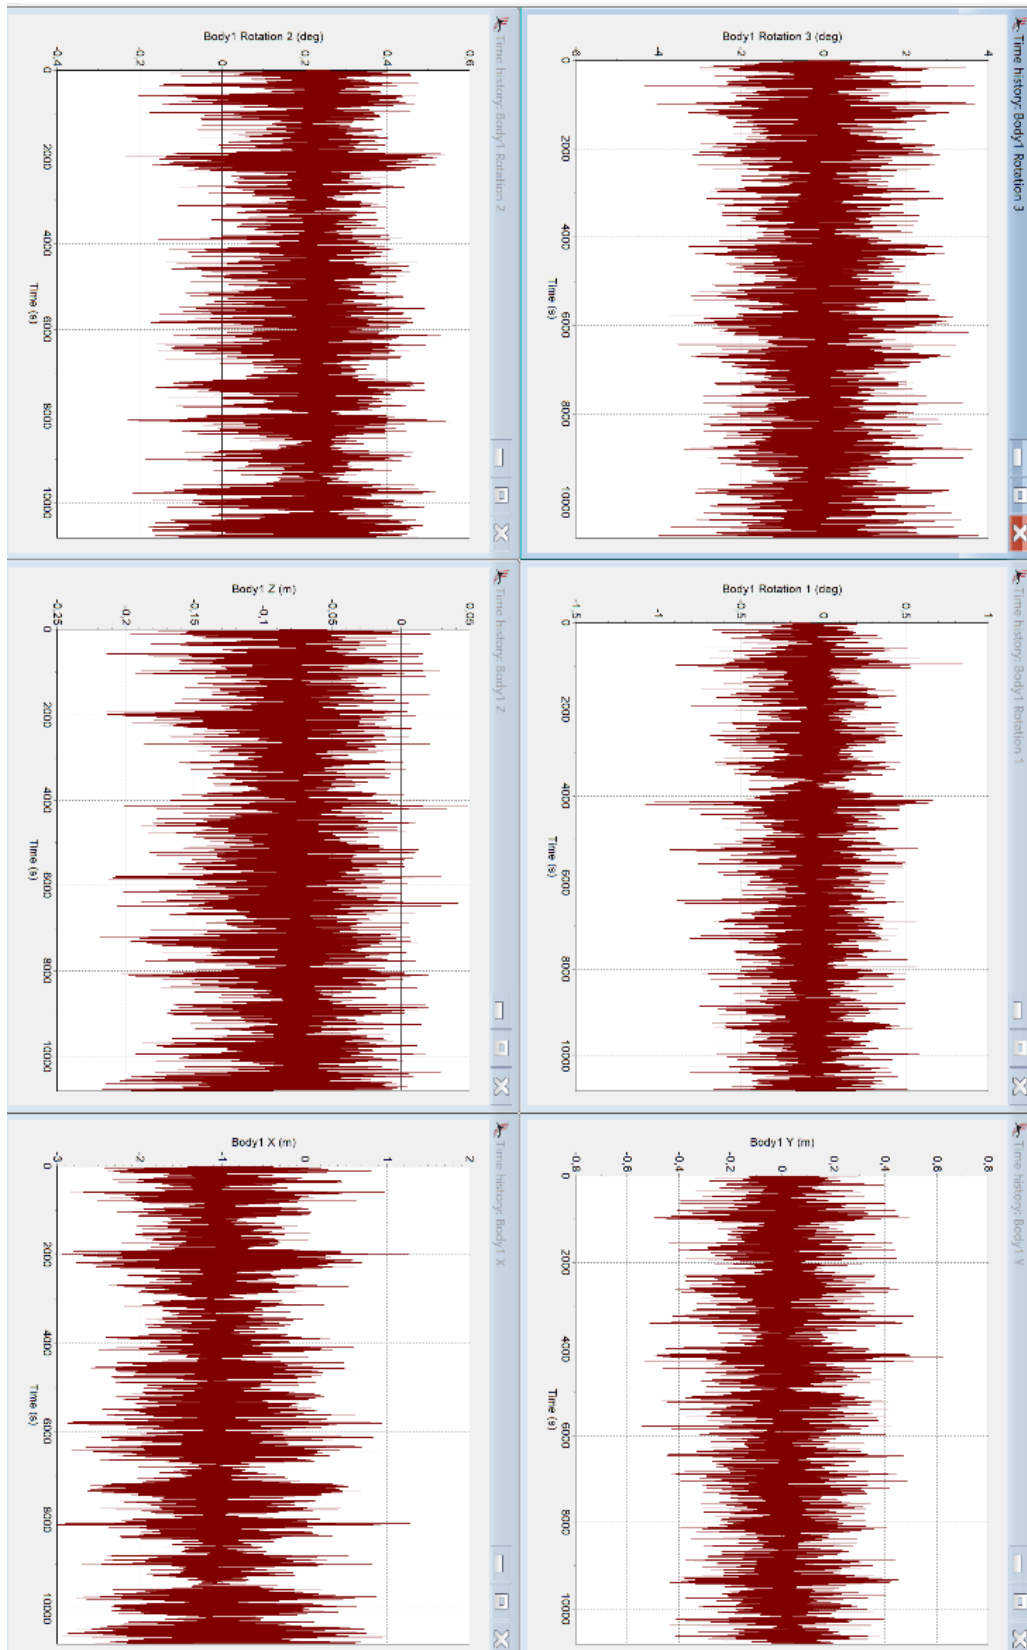 Time history: Body1 Rotation 3
Body1 Rotation 3 (deg)
4
2
0
-2
-4
-6
0 2000 4000 6000 8000 10000
Time (s)
Time history: Body1 Rotation 1
Body1 Rotation 1 (deg)
1
0.5
0
-0.5
-1
-1.5
0 2000 4000 6000 8000 10000
Time (s)
Time history: Body1 Y
Body1 Y (m)
0.8
0.6
0.4
0.2
0
-0.2
-0.4
-0.6
-0.8
0 2000 4000 6000 8000 10000
Time (s)
Time history: Body1 Rotation 2
Body1 Rotation 2 (deg)
0.6
0.4
0.2
0
-0.2
-0.4
0 2000 4000 6000 8000 10000
Time (s)
Time history: Body1 Z
Body1 Z (m)
0.05
0
-0.05
-0.1
-0.15
-0.2
-0.25
0 2000 4000 6000 8000 10000
Time (s)
Time history: Body1 X
Body1 X (m)
2
1
0
-1
-2
-3
0 2000 4000 6000 8000 10000
Time (s)